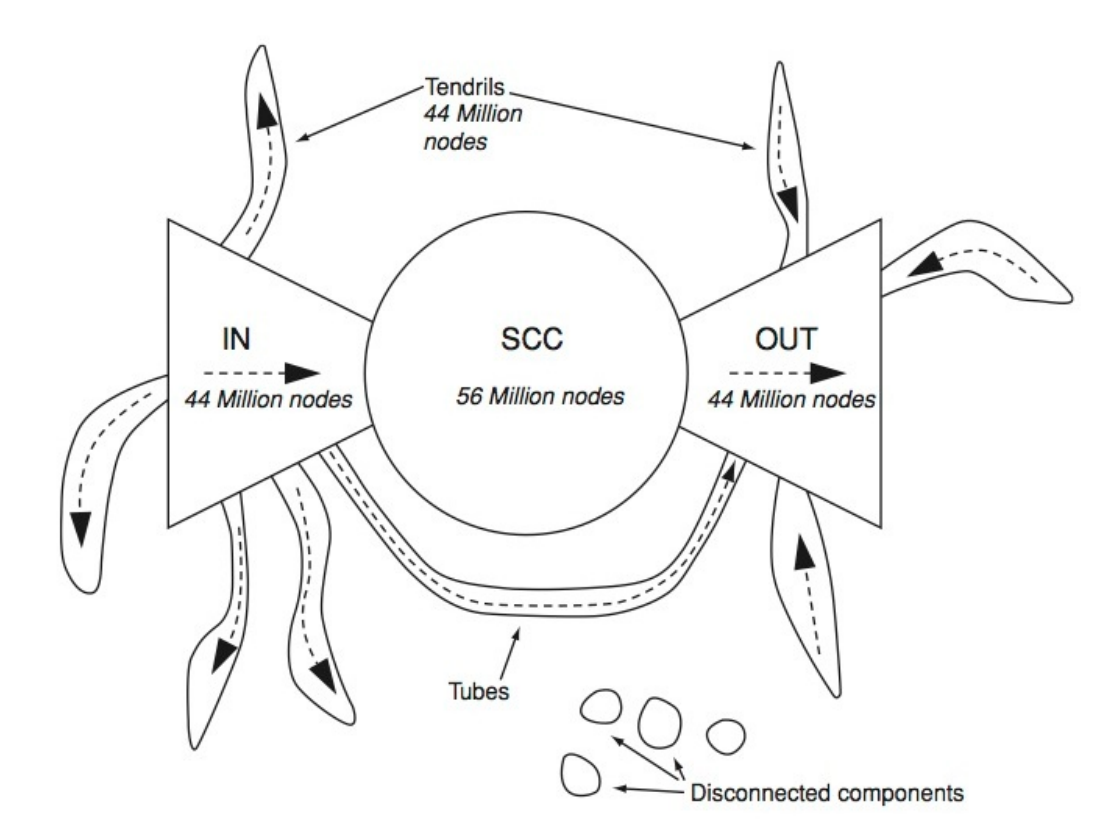 Tendrils
44 Million
nodes
IN
44 Million nodes
SCC
56 Million nodes
OUT
44 Million nodes
Tubes
Disconnected components